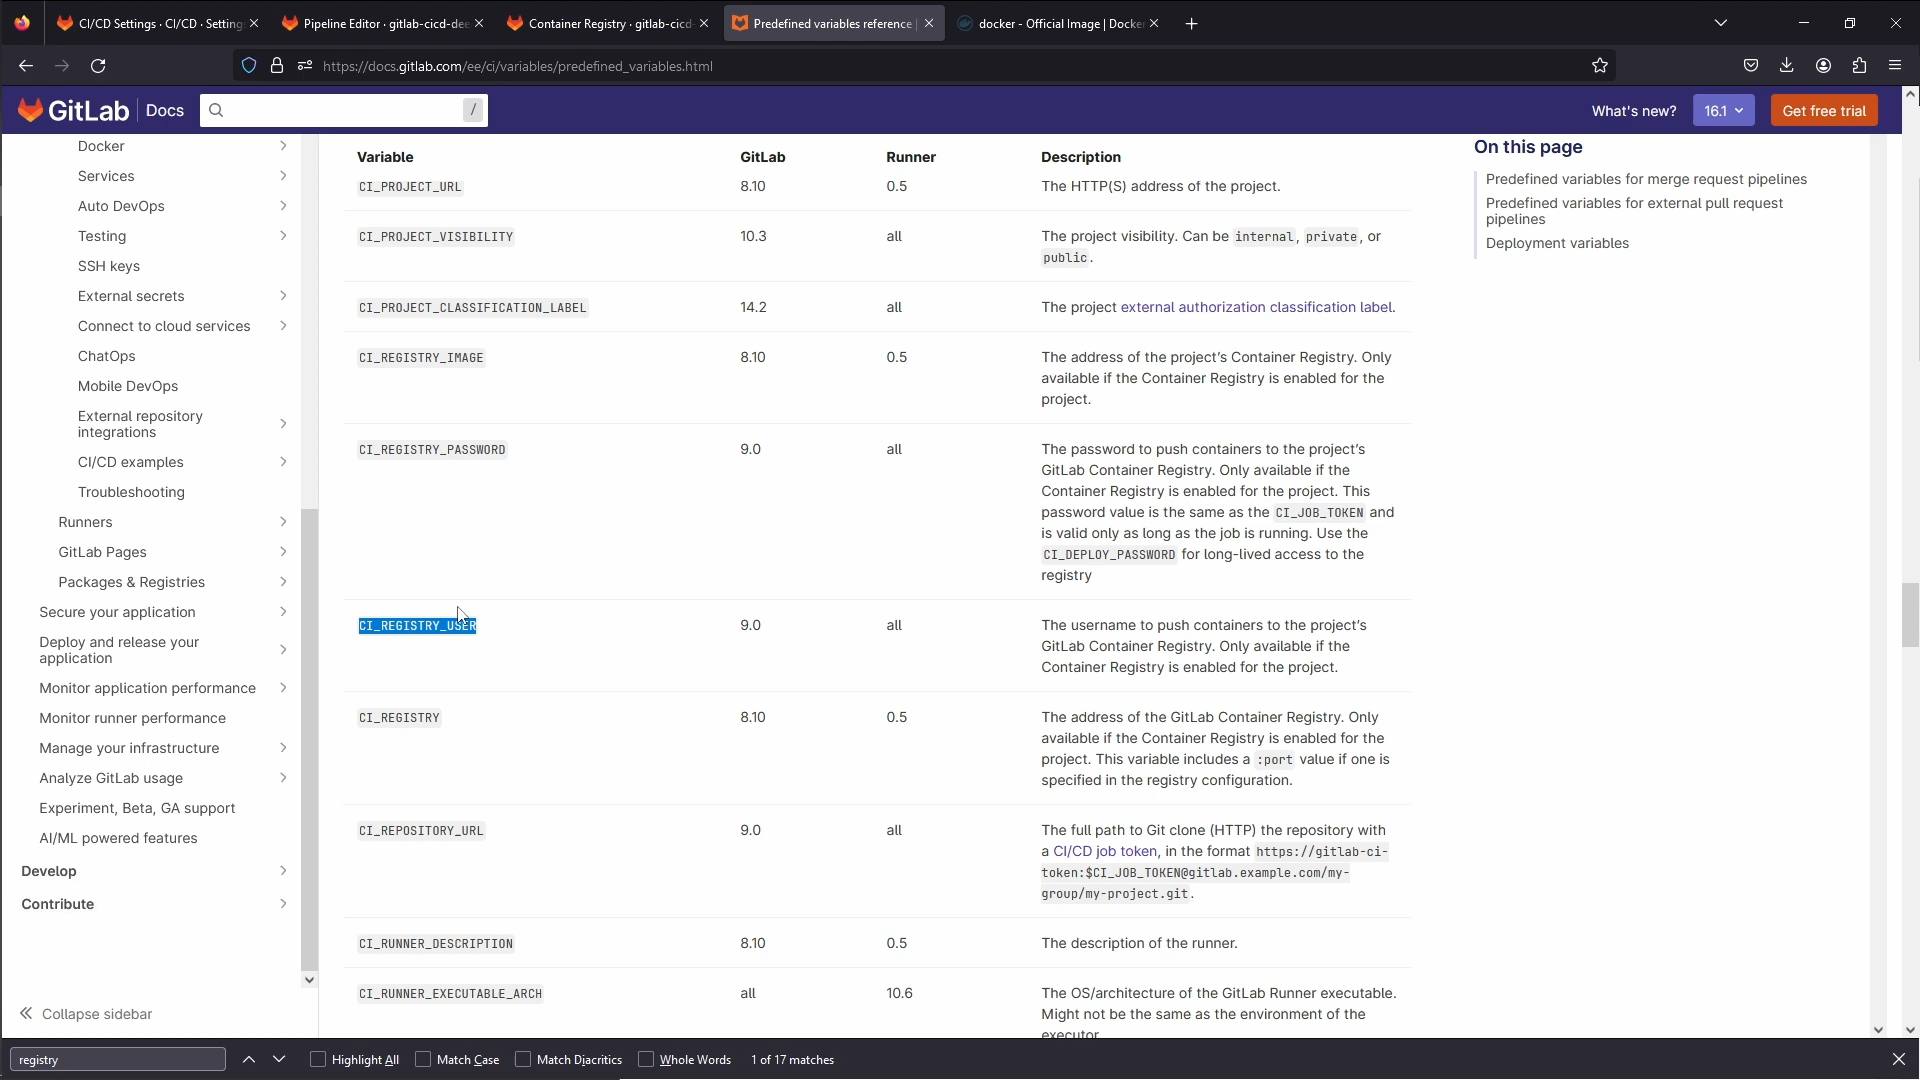 CI/CD Settings · CI/CD · Setting
Pipeline Editor · gitlab-cicd-dee
Container Registry · gitlab-cicd
Predefined variables reference
docker - Official Image | Docker
https://docs.gitlab.com/ee/ci/variables/predefined_variables.html
GitLab Docs
/
What's new?
16.1
Get free trial
Docker
Services
Auto DevOps
Testing
SSH keys
External secrets
Connect to cloud services
ChatOps
Mobile DevOps
External repository
integrations
CI/CD examples
Troubleshooting
Runners
GitLab Pages
Packages & Registries
Secure your application
Deploy and release your
application
Monitor application performance
Monitor runner performance
Manage your infrastructure
Analyze GitLab usage
Experiment, Beta, GA support
AI/ML powered features
Develop
Contribute
Collapse sidebar
Variable GitLab Runner Description
CI_PROJECT_URL 8.10 0.5 The HTTP(S) address of the project.
CI_PROJECT_VISIBILITY 10.3 all The project visibility. Can be internal, private, or
public.
CI_PROJECT_CLASSIFICATION_LABEL 14.2 all The project external authorization classification label.
CI_REGISTRY_IMAGE 8.10 0.5 The address of the project's Container Registry. Only
available if the Container Registry is enabled for the
project.
CI_REGISTRY_PASSWORD 9.0 all The password to push containers to the project's
GitLab Container Registry. Only available if the
Container Registry is enabled for the project. This
password value is the same as the CI_JOB_TOKEN and
is valid only as long as the job is running. Use the
CI_DEPLOY_PASSWORD for long-lived access to the
registry
CI_REGISTRY_USER 9.0 all The username to push containers to the project's
GitLab Container Registry. Only available if the
Container Registry is enabled for the project.
CI_REGISTRY 8.10 0.5 The address of the GitLab Container Registry. Only
available if the Container Registry is enabled for the
project. This variable includes a :port value if one is
specified in the registry configuration.
CI_REPOSITORY_URL 9.0 all The full path to Git clone (HTTP) the repository with
a CI/CD job token, in the format https://gitlab-ci-
token:$CI_JOB_TOKEN@gitlab.example.com/my-
group/my-project.git.
CI_RUNNER_DESCRIPTION 8.10 0.5 The description of the runner.
CI_RUNNER_EXECUTABLE_ARCH all 10.6 The OS/architecture of the GitLab Runner executable.
Might not be the same as the environment of the
executor.
On this page
Predefined variables for merge request pipelines
Predefined variables for external pull request
pipelines
Deployment variables
registry
Highlight All Match Case Match Diacritics Whole Words 1 of 17 matches